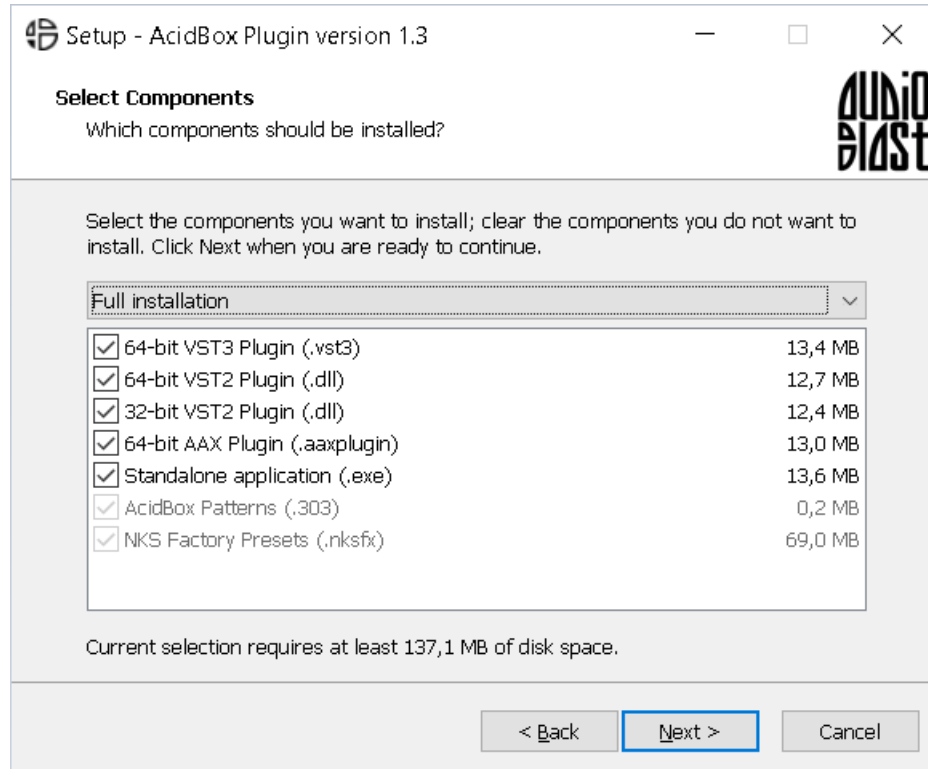 Setup - AcidBox Plugin version 1.3
Select Components
Which components should be installed?
AUDiO
BlASt
Select the components you want to install; clear the components you do not want to
install. Click Next when you are ready to continue.
Full installation
64-bit VST3 Plugin (.vst3) 13,4 MB
64-bit VST2 Plugin (.dll) 12,7 MB
32-bit VST2 Plugin (.dll) 12,4 MB
64-bit AAX Plugin (.aaxplugin) 13,0 MB
Standalone application (.exe) 13,6 MB
AcidBox Patterns (.303) 0,2 MB
NKS Factory Presets (.nksfx) 69,0 MB
Current selection requires at least 137,1 MB of disk space.
< Back Next > Cancel